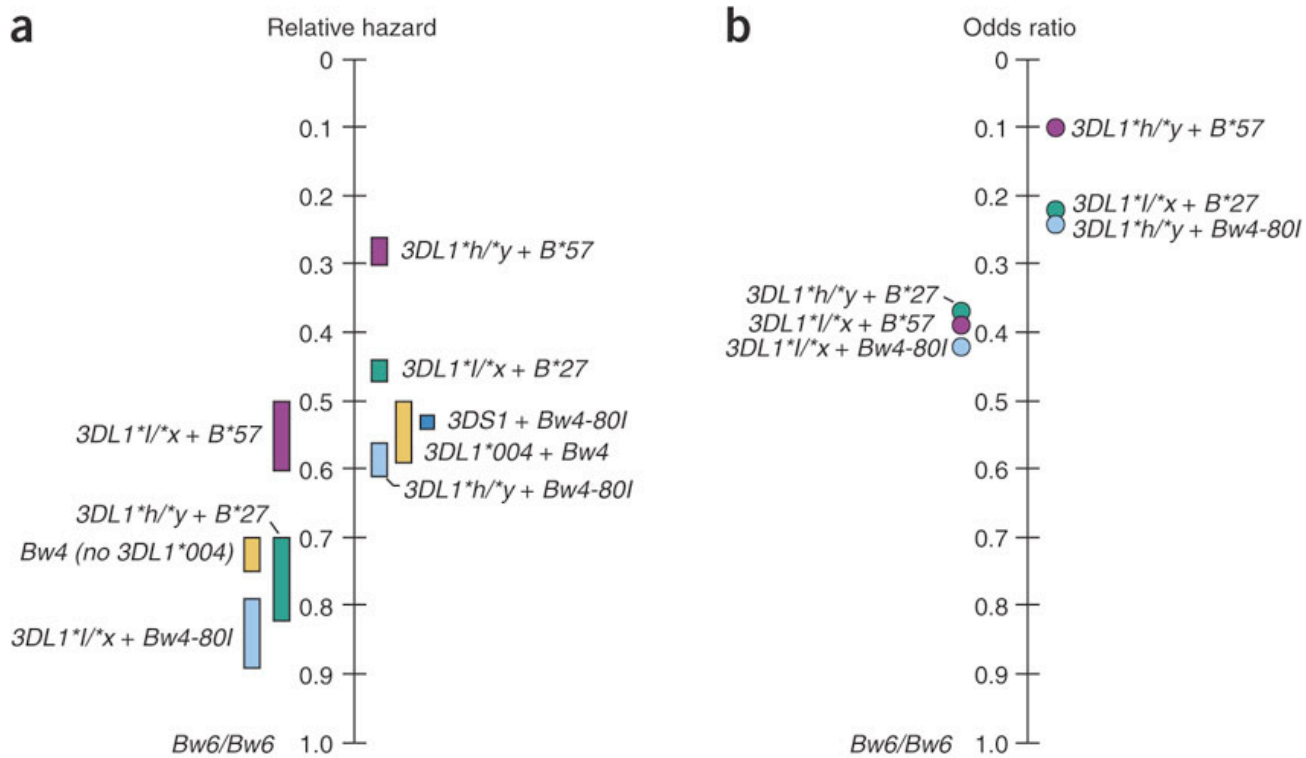 a
Relative hazard
0
0.1
0.2
0.3
0.4
0.5
0.6
0.7
0.8
0.9
1.0
3DL1*h/*y + B*57
3DL1*l/*x + B*27
3DS1 + Bw4-80I
3DL1*004 + Bw4
3DL1*h/*y + Bw4-80I
3DL1*l/*x + B*57
3DL1*h/*y + B*27
Bw4 (no 3DL1*004)
3DL1*l/*x + Bw4-80I
Bw6/Bw6
b
Odds ratio
0
0.1
0.2
0.3
0.4
0.5
0.6
0.7
0.8
0.9
1.0
3DL1*h/*y + B*57
3DL1*l/*x + B*27
3DL1*h/*y + Bw4-80I
3DL1*h/*y + B*27
3DL1*l/*x + B*57
3DL1*l/*x + Bw4-80I
Bw6/Bw6